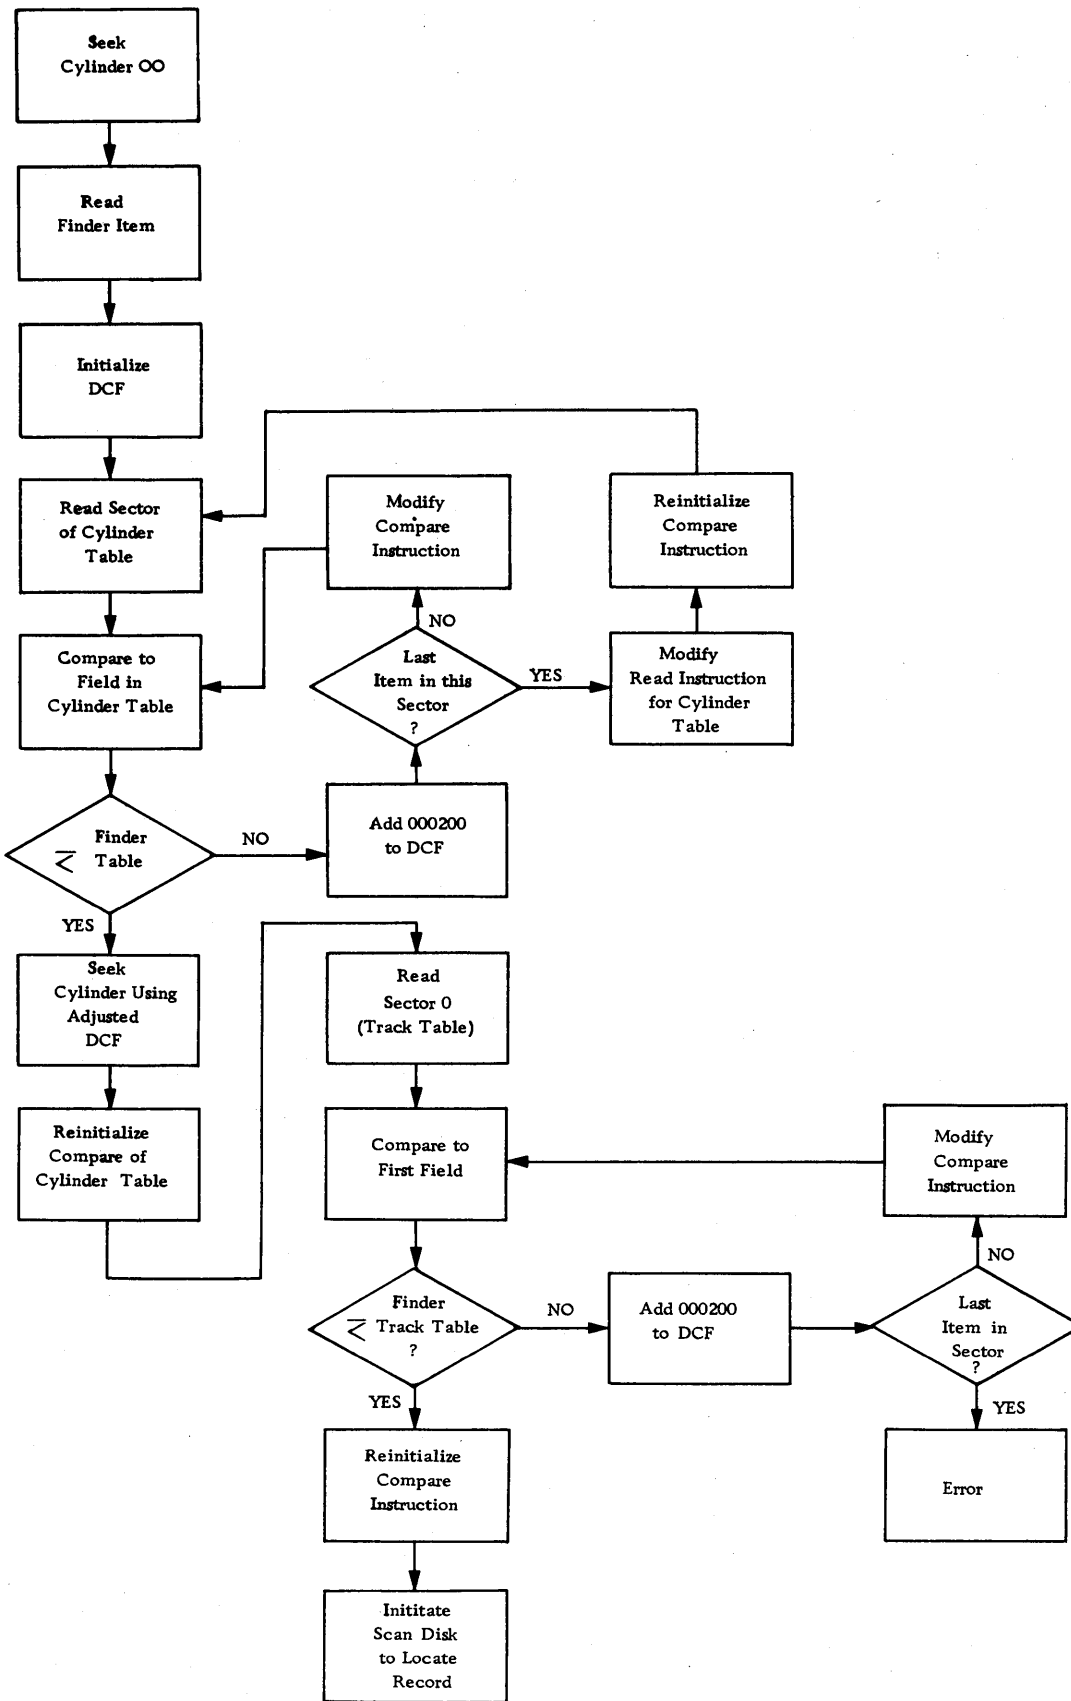 Seek
Cylinder 00
Read
Finder Item
Initialize
DCF
Read Sector
of Cylinder
Table
Modify
Compare
Instruction
Reinitialize
Compare
Instruction
Compare to
Field in
Cylinder Table
NO
Last
Item in this
Sector
?
YES
Modify
Read Instruction
for Cylinder
Table
Finder
≤ Table
NO
Add 000200
to DCF
YES
Seek
Cylinder Using
Adjusted
DCF
Read
Sector 0
(Track Table)
Reinitialize
Compare of
Cylinder Table
Compare to
First Field
Modify
Compare
Instruction
NO
Finder
≤ Track Table
?
NO
Add 000200
to DCF
Last
Item in
Sector
?
YES
YES
Reinitialize
Compare
Instruction
Error
Inititate
Scan Disk
to Locate
Record